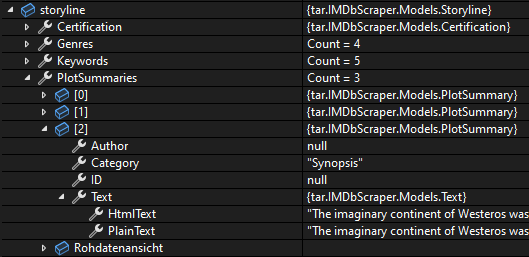 storyline {tar.IMDbScraper.Models.Storyline}
Certification {tar.IMDbScraper.Models.Certification}
Genres Count = 4
Keywords Count = 5
PlotSummaries Count = 3
[0] {tar.IMDbScraper.Models.PlotSummary}
[1] {tar.IMDbScraper.Models.PlotSummary}
[2] {tar.IMDbScraper.Models.PlotSummary}
Author null
Category "Synopsis"
ID null
Text {tar.IMDbScraper.Models.Text}
HtmlText "The imaginary continent of Westeros was
PlainText "The imaginary continent of Westeros was
Rohdatenansicht